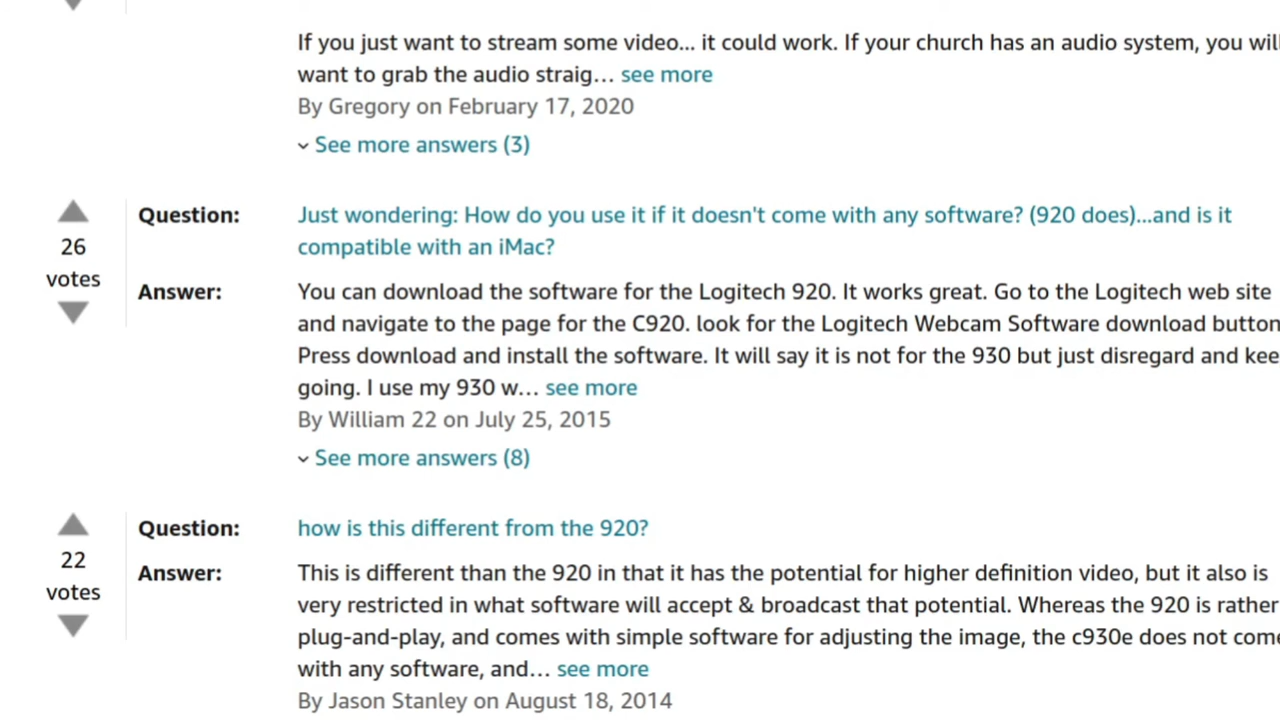 If you just want to stream some video... it could work. If your church has an audio system, you will
want to grab the audio straig... see more
By Gregory on February 17, 2020
See more answers (3)
26
votes
Question:
Just wondering: How do you use it if it doesn't come with any software? (920 does)...and is it
compatible with an iMac?
Answer:
You can download the software for the Logitech 920. It works great. Go to the Logitech web site
and navigate to the page for the C920. look for the Logitech Webcam Software download button
Press download and install the software. It will say it is not for the 930 but just disregard and kee
going. I use my 930 w... see more
By William 22 on July 25, 2015
See more answers (8)
22
votes
Question:
how is this different from the 920?
Answer:
This is different than the 920 in that it has the potential for higher definition video, but it also is
very restricted in what software will accept & broadcast that potential. Whereas the 920 is rather
plug-and-play, and comes with simple software for adjusting the image, the c930e does not come
with any software, and... see more
By Jason Stanley on August 18, 2014